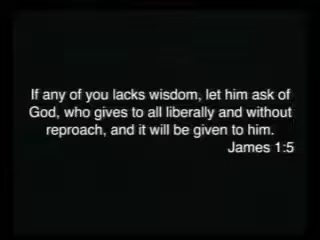 If any of you lacks wisdom, let him ask of
God, who gives to all liberally and without
reproach, and it will be given to him.
James 1:5